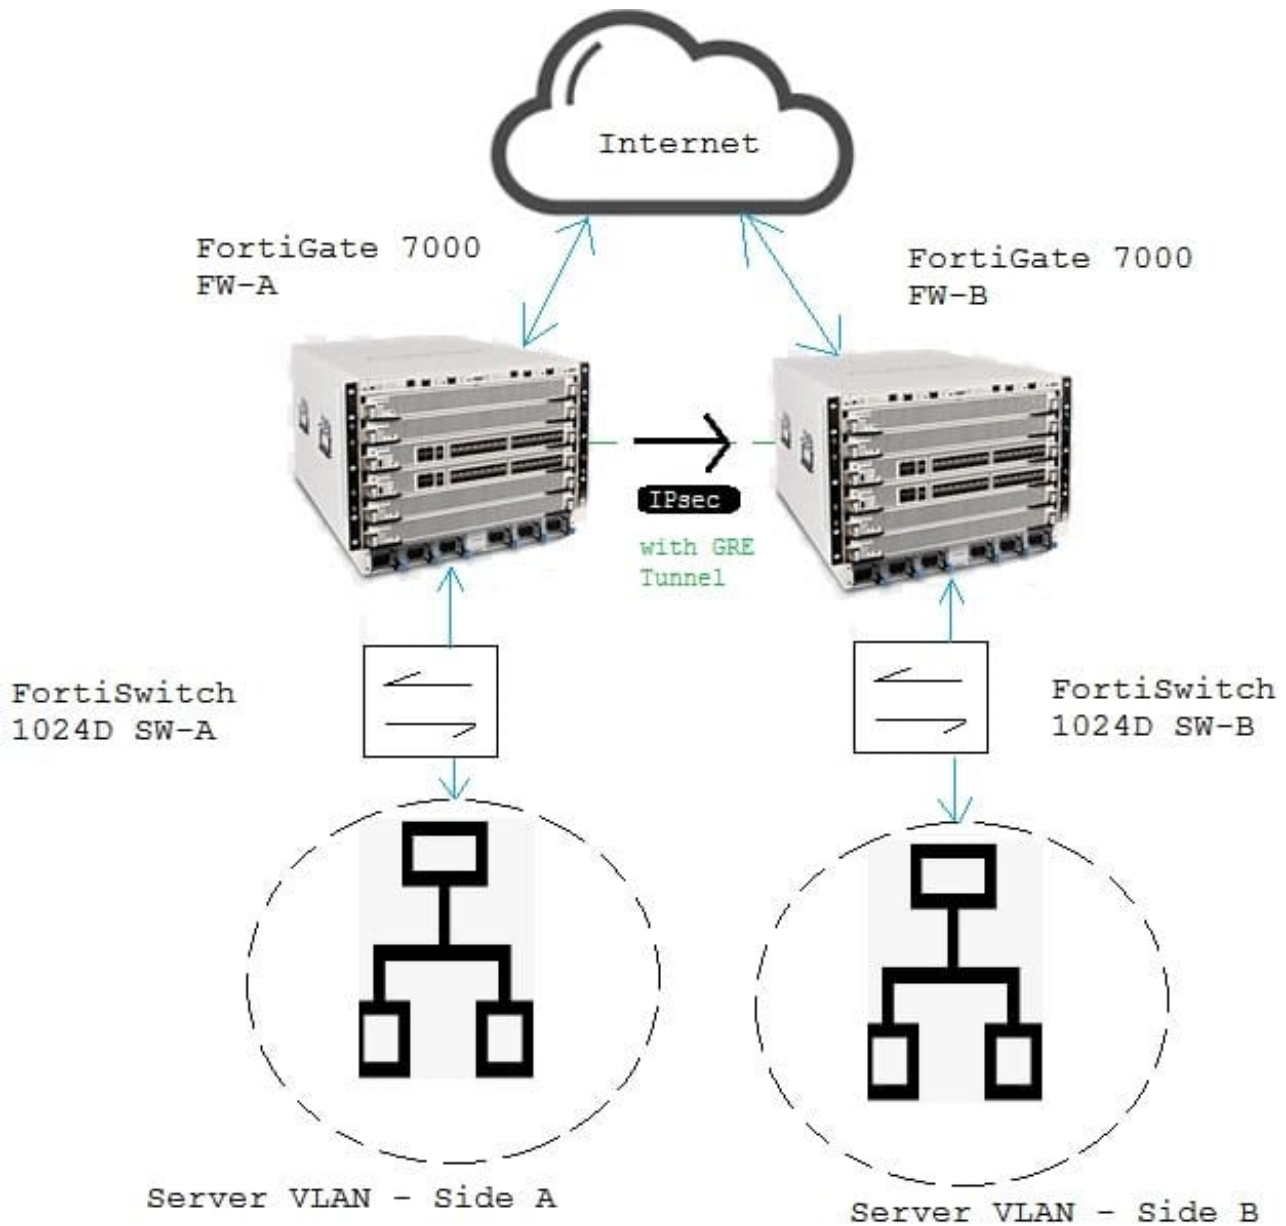 Internet
FortiGate 7000
FW-A
FortiGate 7000
FW-B
IPsec
with GRE
Tunnel
FortiSwitch
1024D SW-A
FortiSwitch
1024D SW-B
Server VLAN - Side A
Server VLAN - Side B